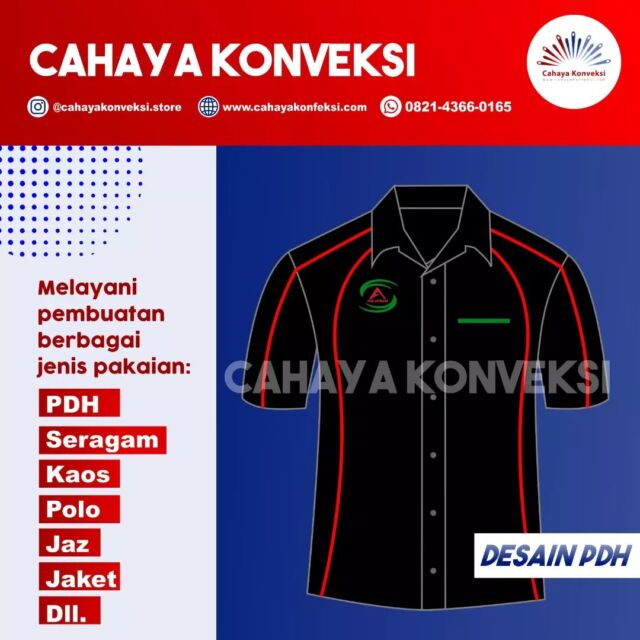 CAHAYA KONVEKSI
@cahayakonveksi.store
www.cahayakonfeksi.com
0821-4366-0165
Cahaya Konveksi
Melayani
pembuatan
berbagai
jenis pakaian:
PDH
Seragam
Kaos
Polo
Jaz
Jaket
Dll.
CAHAYA KONVEKSI
DESAIN PDH